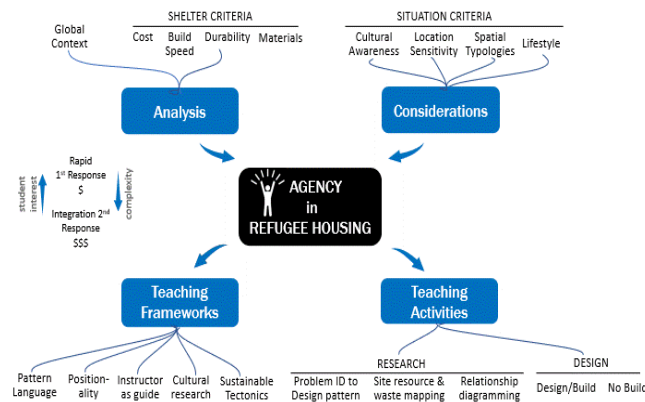 SHELTER CRITERIA
SITUATION CRITERIA
Global
Context
Cost
Build
Speed
Durability
Materials
Cultural
Awareness
Location
Sensitivity
Spatial
Typologies
Lifestyle
Analysis
Considerations
student
interest
Rapid
1st Response
$
Integration 2nd
Response
$$$
complexity
AGENCY
in
REFUGEE HOUSING
Teaching
Frameworks
Teaching
Activities
Pattern
Language
Position-
ality
Instructor
as guide
Cultural
research
Sustainable
Tectonics
RESEARCH
Problem ID to
Design pattern
Site resource &
waste mapping
Relationship
diagramming
DESIGN
Design/Build
No Build